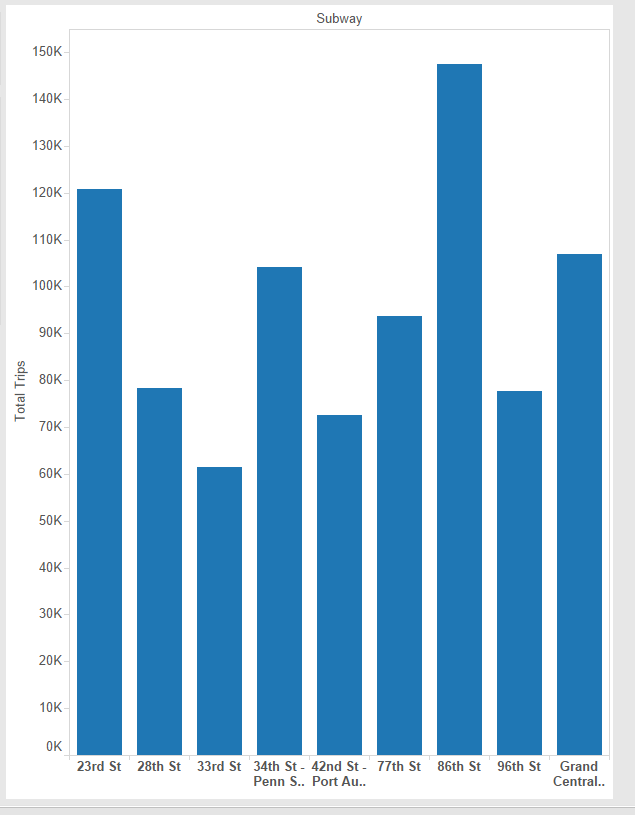 Subway
150K
140K
130K
120K
110K
100K
90K
80K
70K
60K
50K
40K
30K
20K
10K
0K
Total Trips
23rd St
28th St
33rd St
34th St -
Penn S..
42nd St -
Port Au..
77th St
86th St
96th St
Grand
Central..